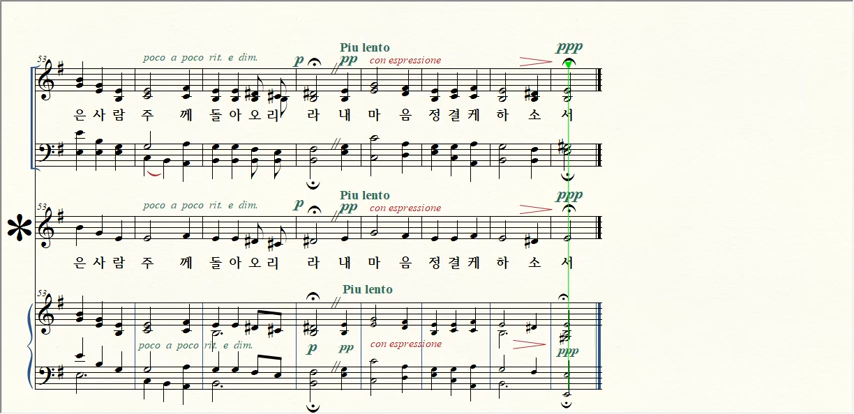 Piu lento
ppp
53
poco a poco rit. e dim.
p
pp
con espressione
은 사 람 주 께 돌 아 오 리 라 내 마 음 정 결 케 하 소 서
Piu lento
ppp
53
poco a poco rit. e dim.
p
pp
con espressione
은 사 람 주 께 돌 아 오 리 라 내 마 음 정 결 케 하 소 서
53
Piu lento
poco a poco rit. e dim.
p
pp
con espressione
ppp